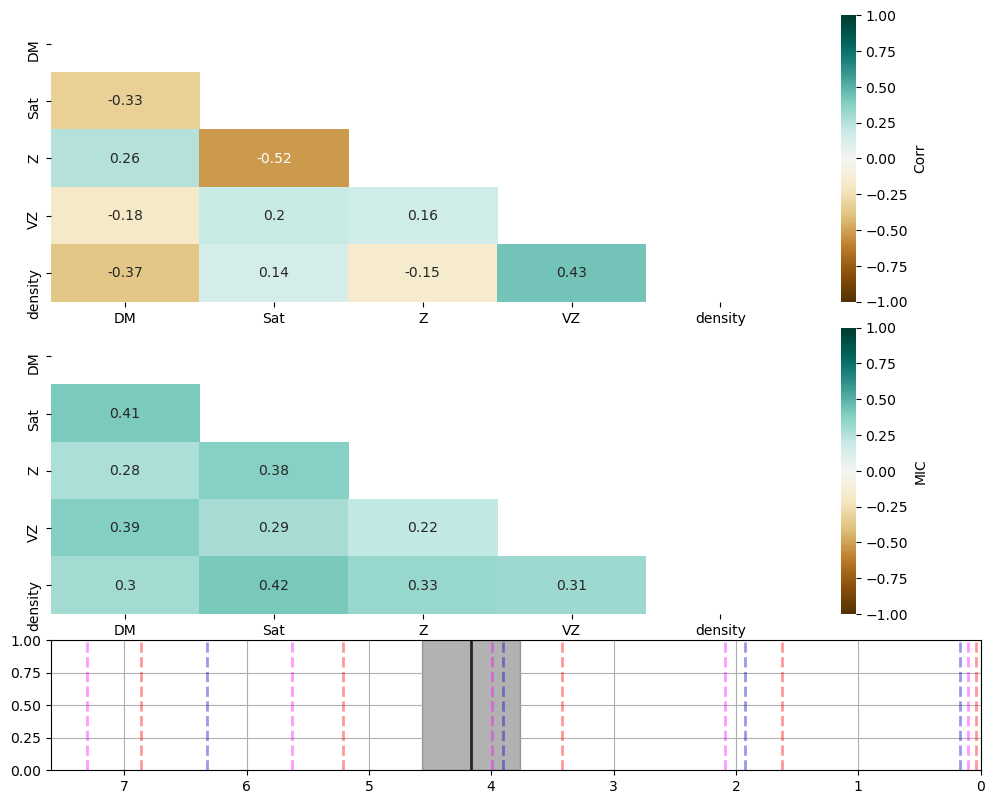 DM
Sat
-0.33
Z
0.26 -0.52
VZ
-0.18 0.2 0.16
density
-0.37 0.14 -0.15 0.43
DM Sat Z VZ density
1.00
0.75
0.50
0.25
0.00
−0.25
−0.50
−0.75
−1.00
Corr
DM
Sat
0.41
Z
0.28 0.38
VZ
0.39 0.29 0.22
density
0.3 0.42 0.33 0.31
DM Sat Z VZ density
1.00
0.75
0.50
0.25
0.00
−0.25
−0.50
−0.75
−1.00
MIC
1.00
0.75
0.50
0.25
0.00
7 6 5 4 3 2 1 0